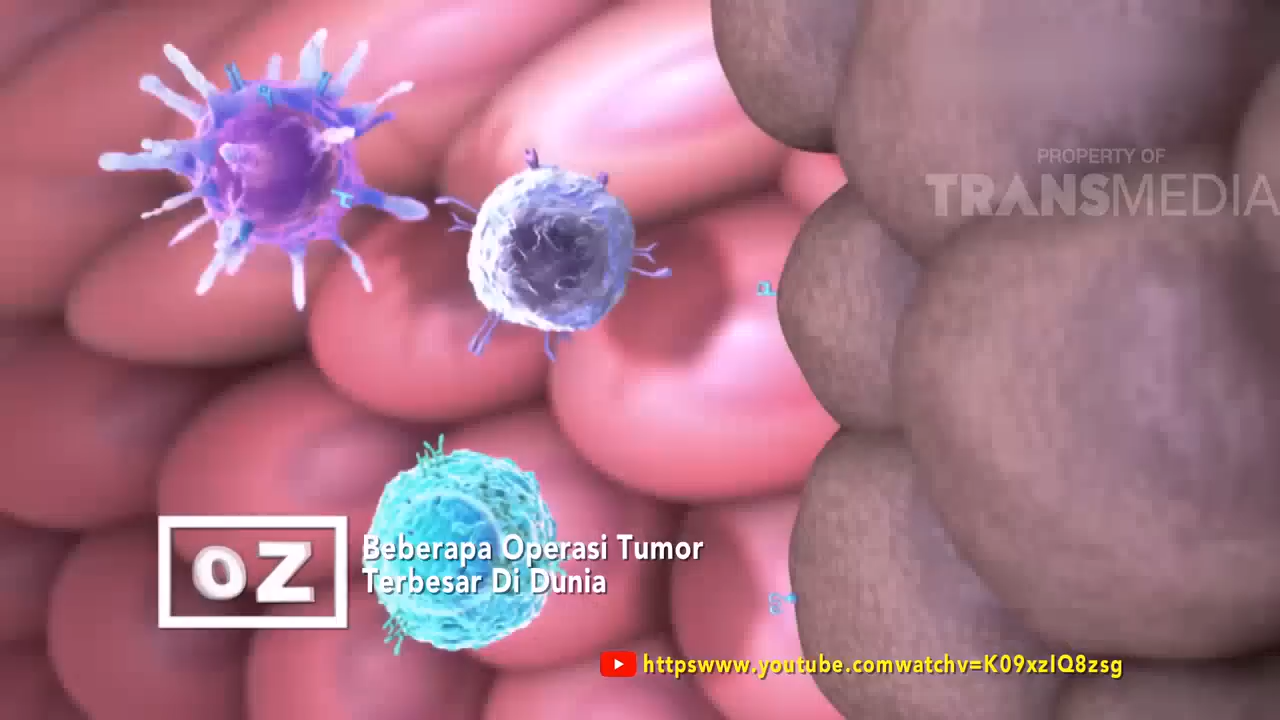 PROPERTY OF
TRANSMEDIA
OZ
Beberapa Operasi Tumor
Terbesar Di Dunia
httpswww.youtube.comwatchv=K09xzIQ8zsg